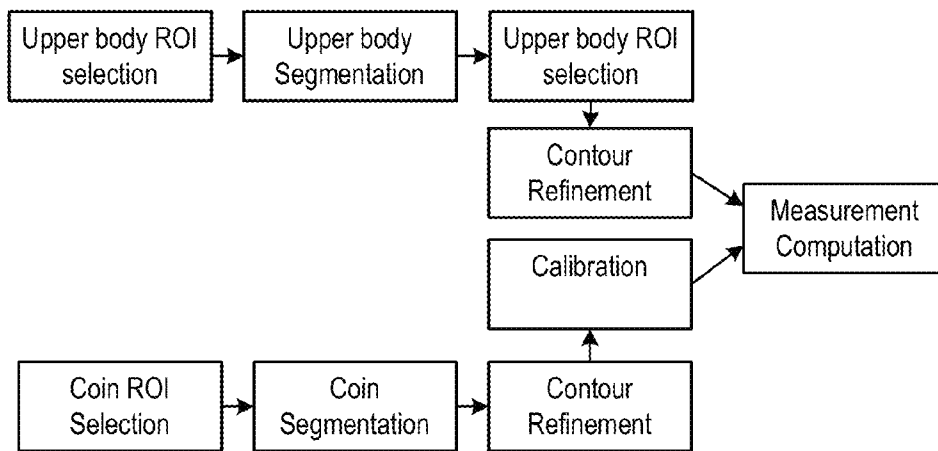 Upper body ROI
selection
Upper body
Segmentation
Upper body ROI
selection
Contour
Refinement
Measurement
Computation
Calibration
Coin ROI
Selection
Coin
Segmentation
Contour
Refinement